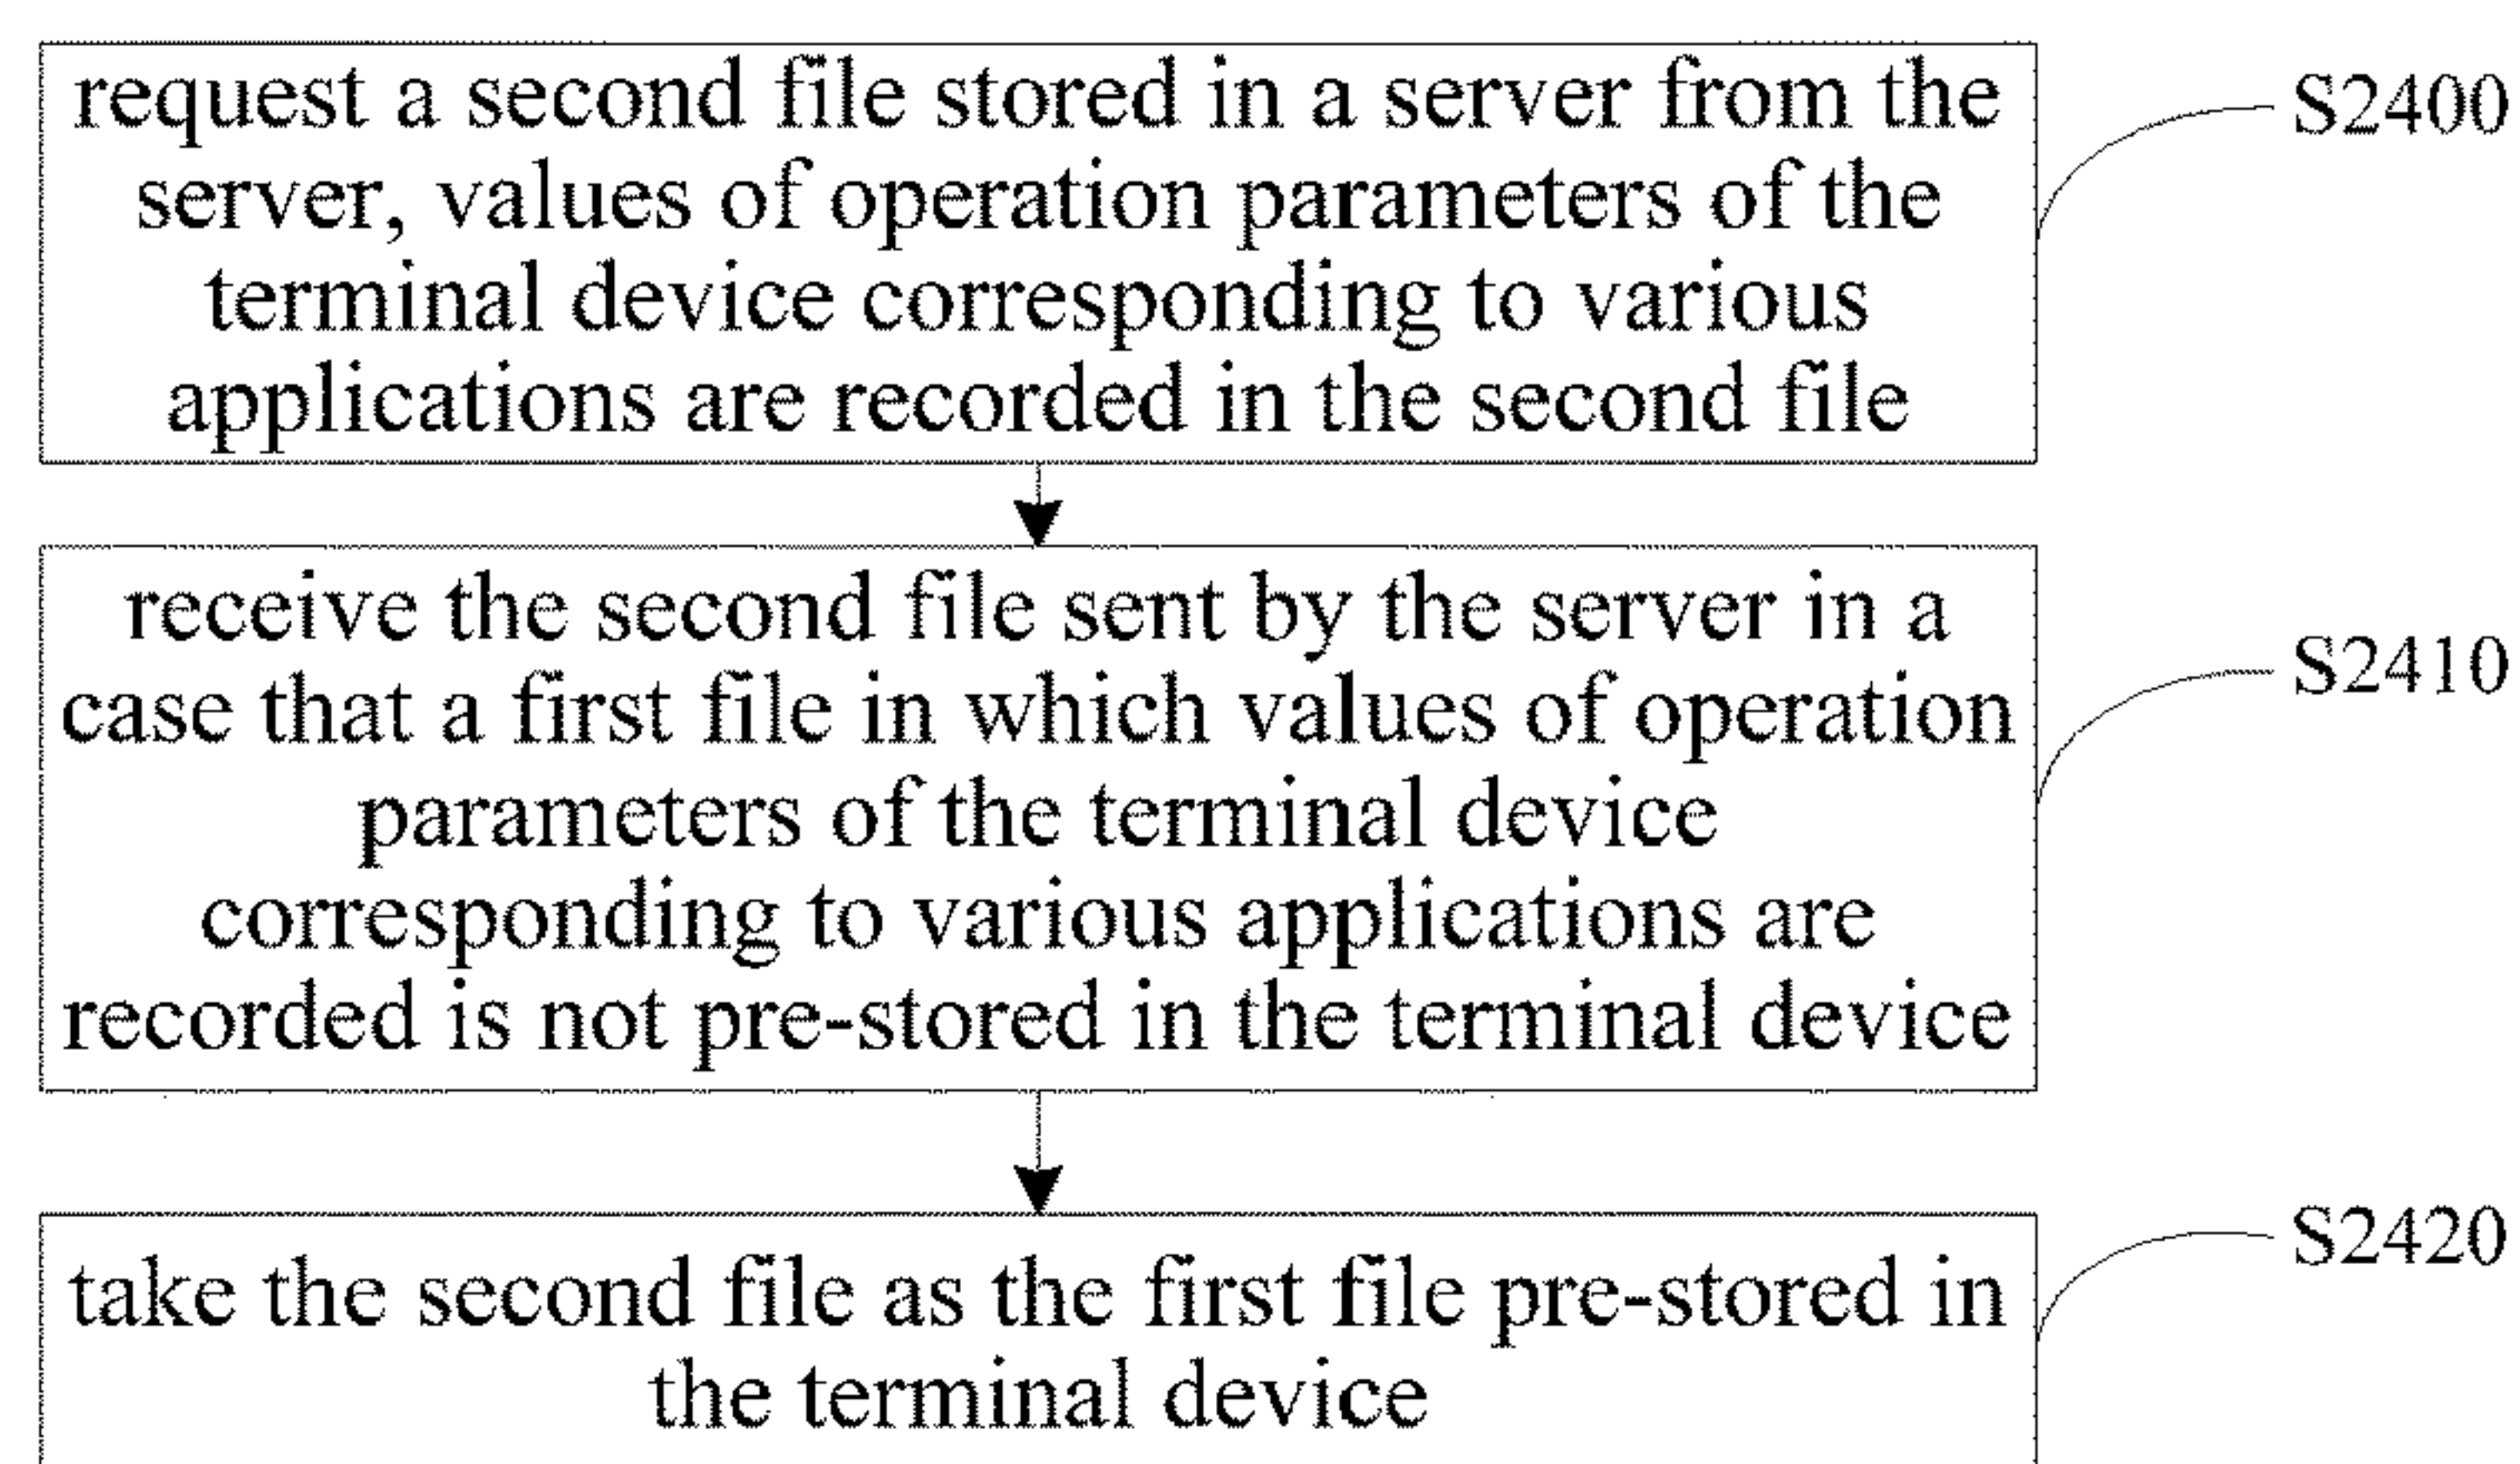 request a second file stored in a server from the
server, values of operation parameters of the
terminal device corresponding to various
applications are recorded in the second file
S2400
receive the second file sent by the server in a
case that a first file in which values of operation
parameters of the terminal device
corresponding to various applications are
recorded is not pre-stored in the terminal device
S2410
take the second file as the first file pre-stored in
the terminal device
S2420